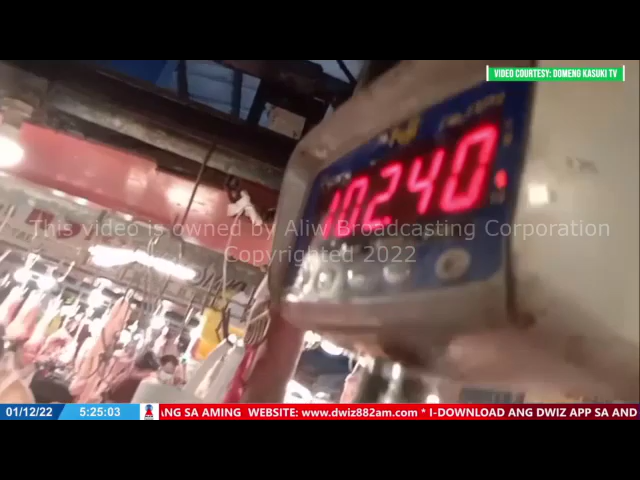 VIDEO COURTESY: DOMENG KASUKI TV
102.40.
This video is owned by Aliw Broadcasting Corporation
Copyrighted 2022
01/12/22 5:25:03 ANG SA AMING WEBSITE: www.dwiz882am.com * I-DOWNLOAD ANG DWIZ APP SA AND